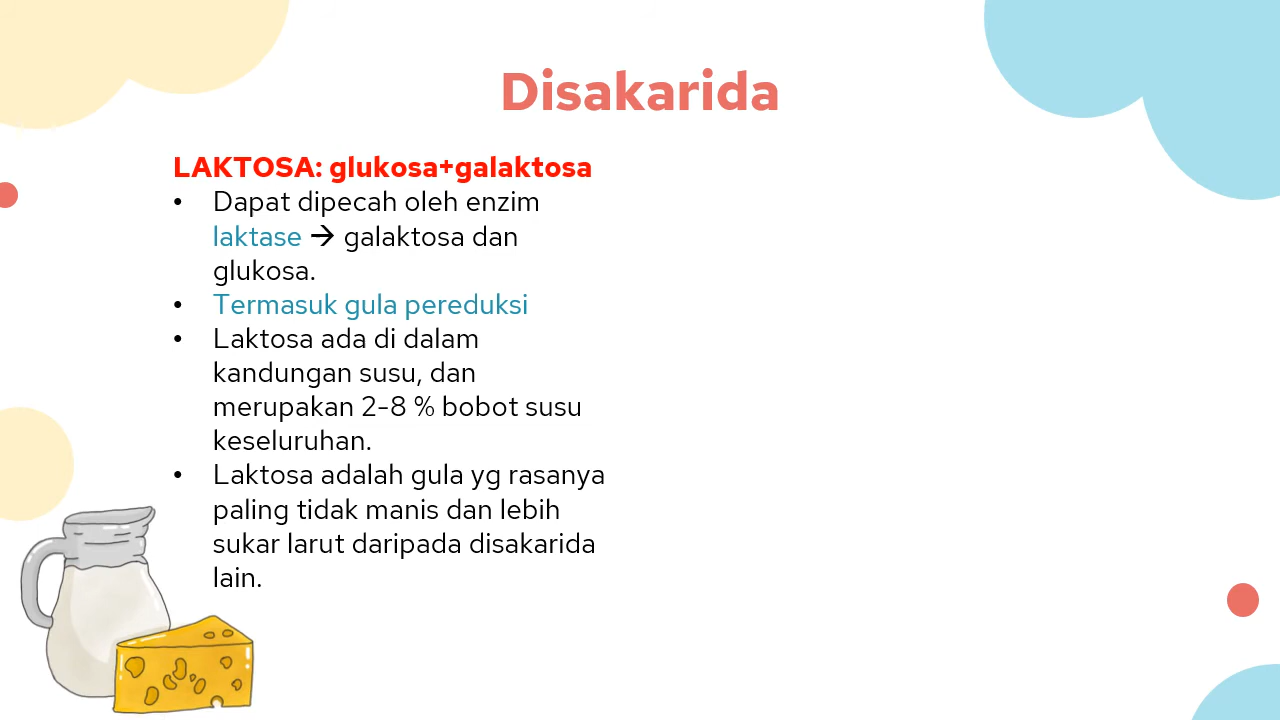 Disakarida
LAKTOSA: glukosa+galaktosa
• Dapat dipecah oleh enzim
laktase → galaktosa dan
glukosa.
• Termasuk gula pereduksi
• Laktosa ada di dalam
kandungan susu, dan
merupakan 2-8 % bobot susu
keseluruhan.
• Laktosa adalah gula yg rasanya
paling tidak manis dan lebih
sukar larut daripada disakarida
lain.